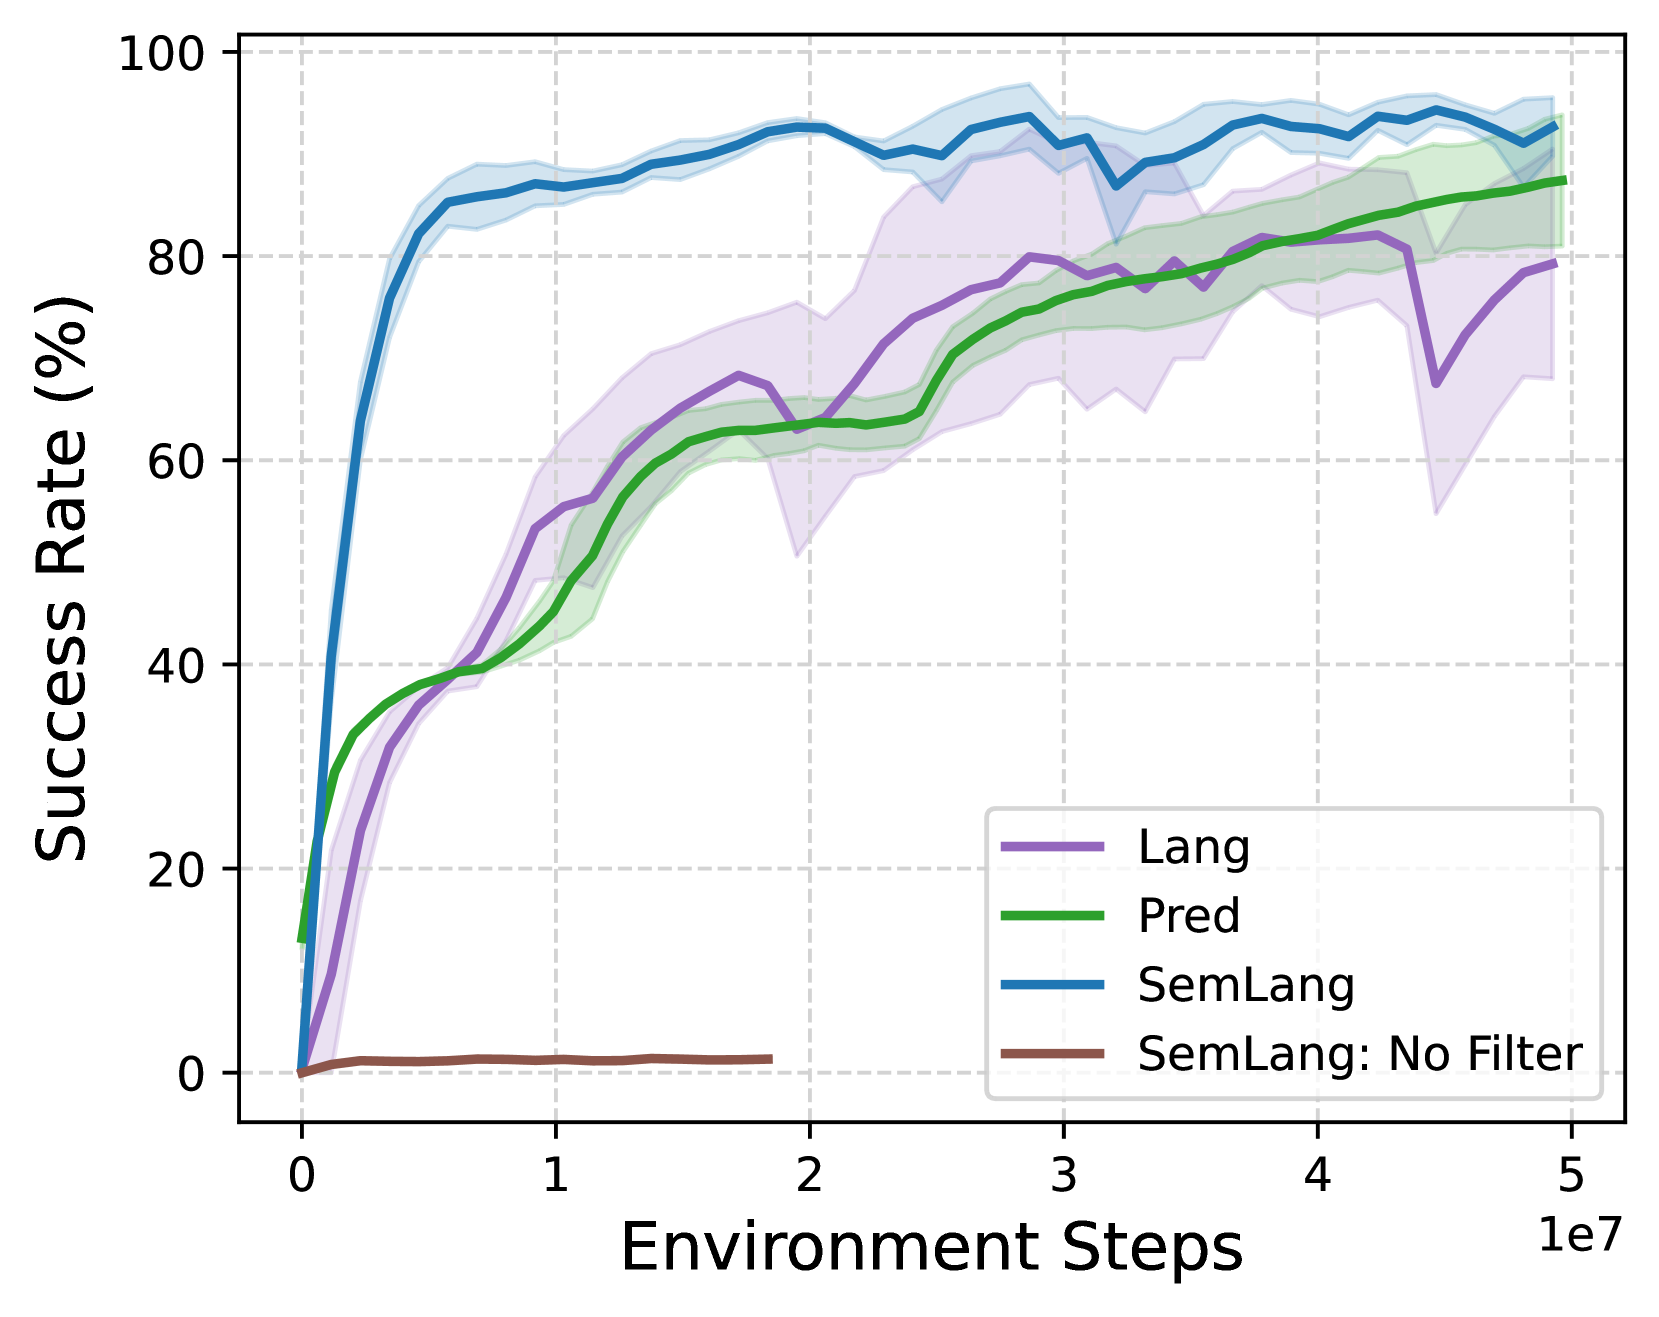 100
80
60
40
20
0
Success Rate (%)
Lang
Pred
SemLang
SemLang: No Filter
0 1 2 3 4 5
1e7
Environment Steps